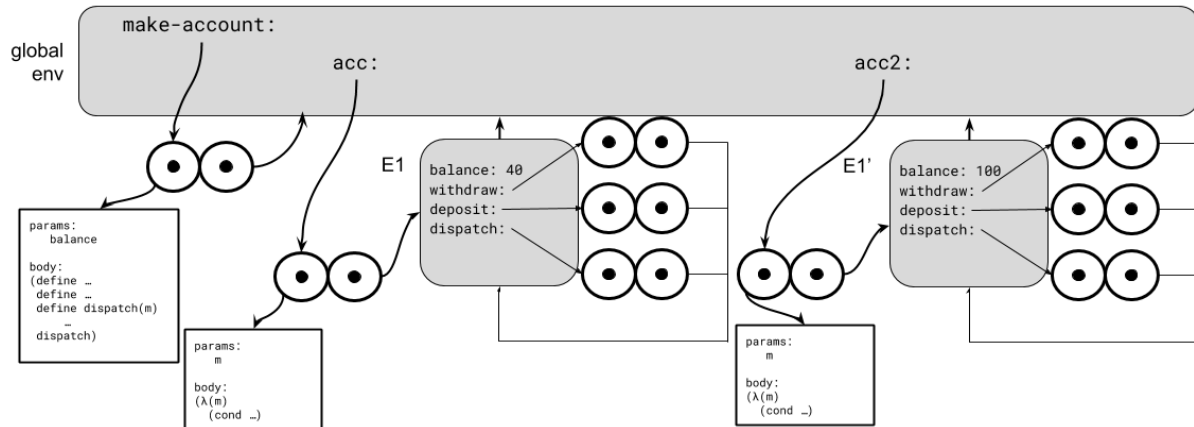 make-account:
global
env
acc:
acc2:
E1
balance: 40
withdraw:
deposit:
dispatch:
E1’
balance: 100
withdraw:
deposit:
dispatch:
params:
balance
body:
(define …
define …
define dispatch(m)
…
dispatch)
params:
m
body:
(λ(m)
(cond …)
params:
m
body:
(λ(m)
(cond …)